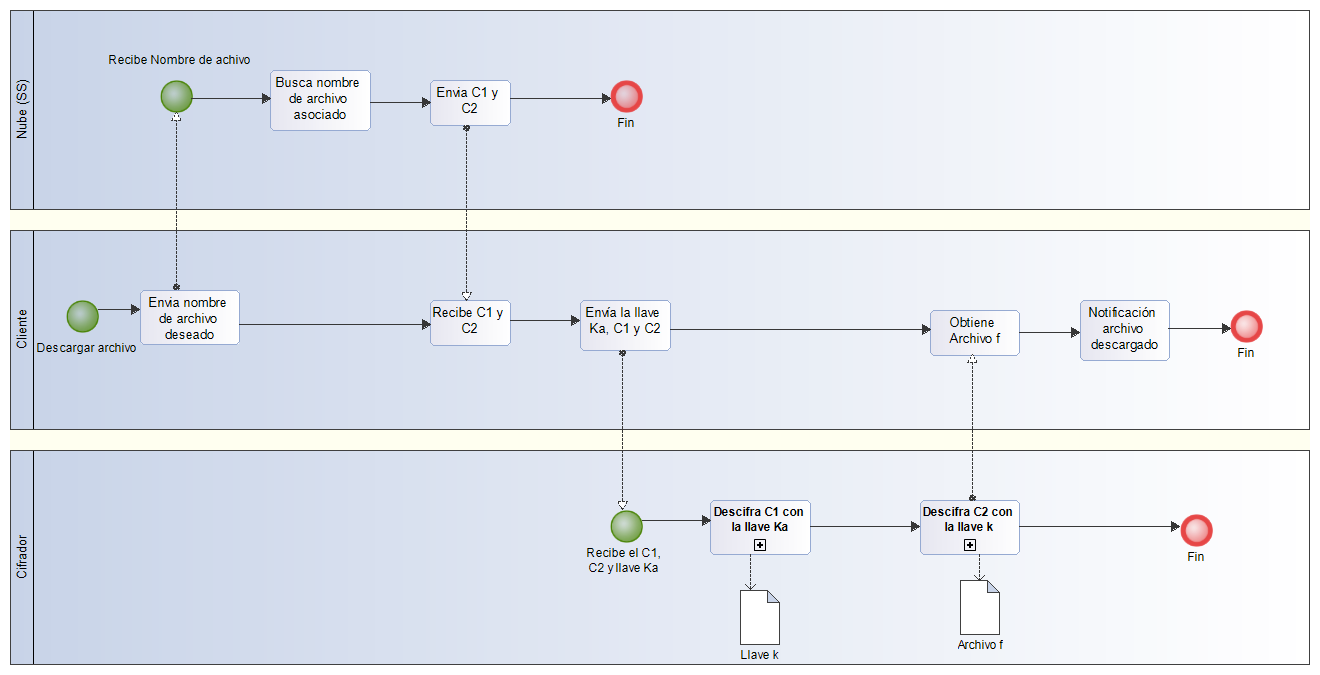 Nube (SS)
Recibe Nombre de achivo
Busca nombre
de archivo
asociado
Envia C1 y
C2
Fin
Cliente
Descargar archivo
Envia nombre
de archivo
deseado
Recibe C1 y
C2
Envía la llave
Ka, C1 y C2
Obtiene
Archivo f
Notificación
archivo
descargado
Fin
Cifrador
Recibe el C1,
C2 y llave Ka
Descifra C1 con
la llave Ka
Llave k
Descifra C2 con
la llave k
Archivo f
Fin